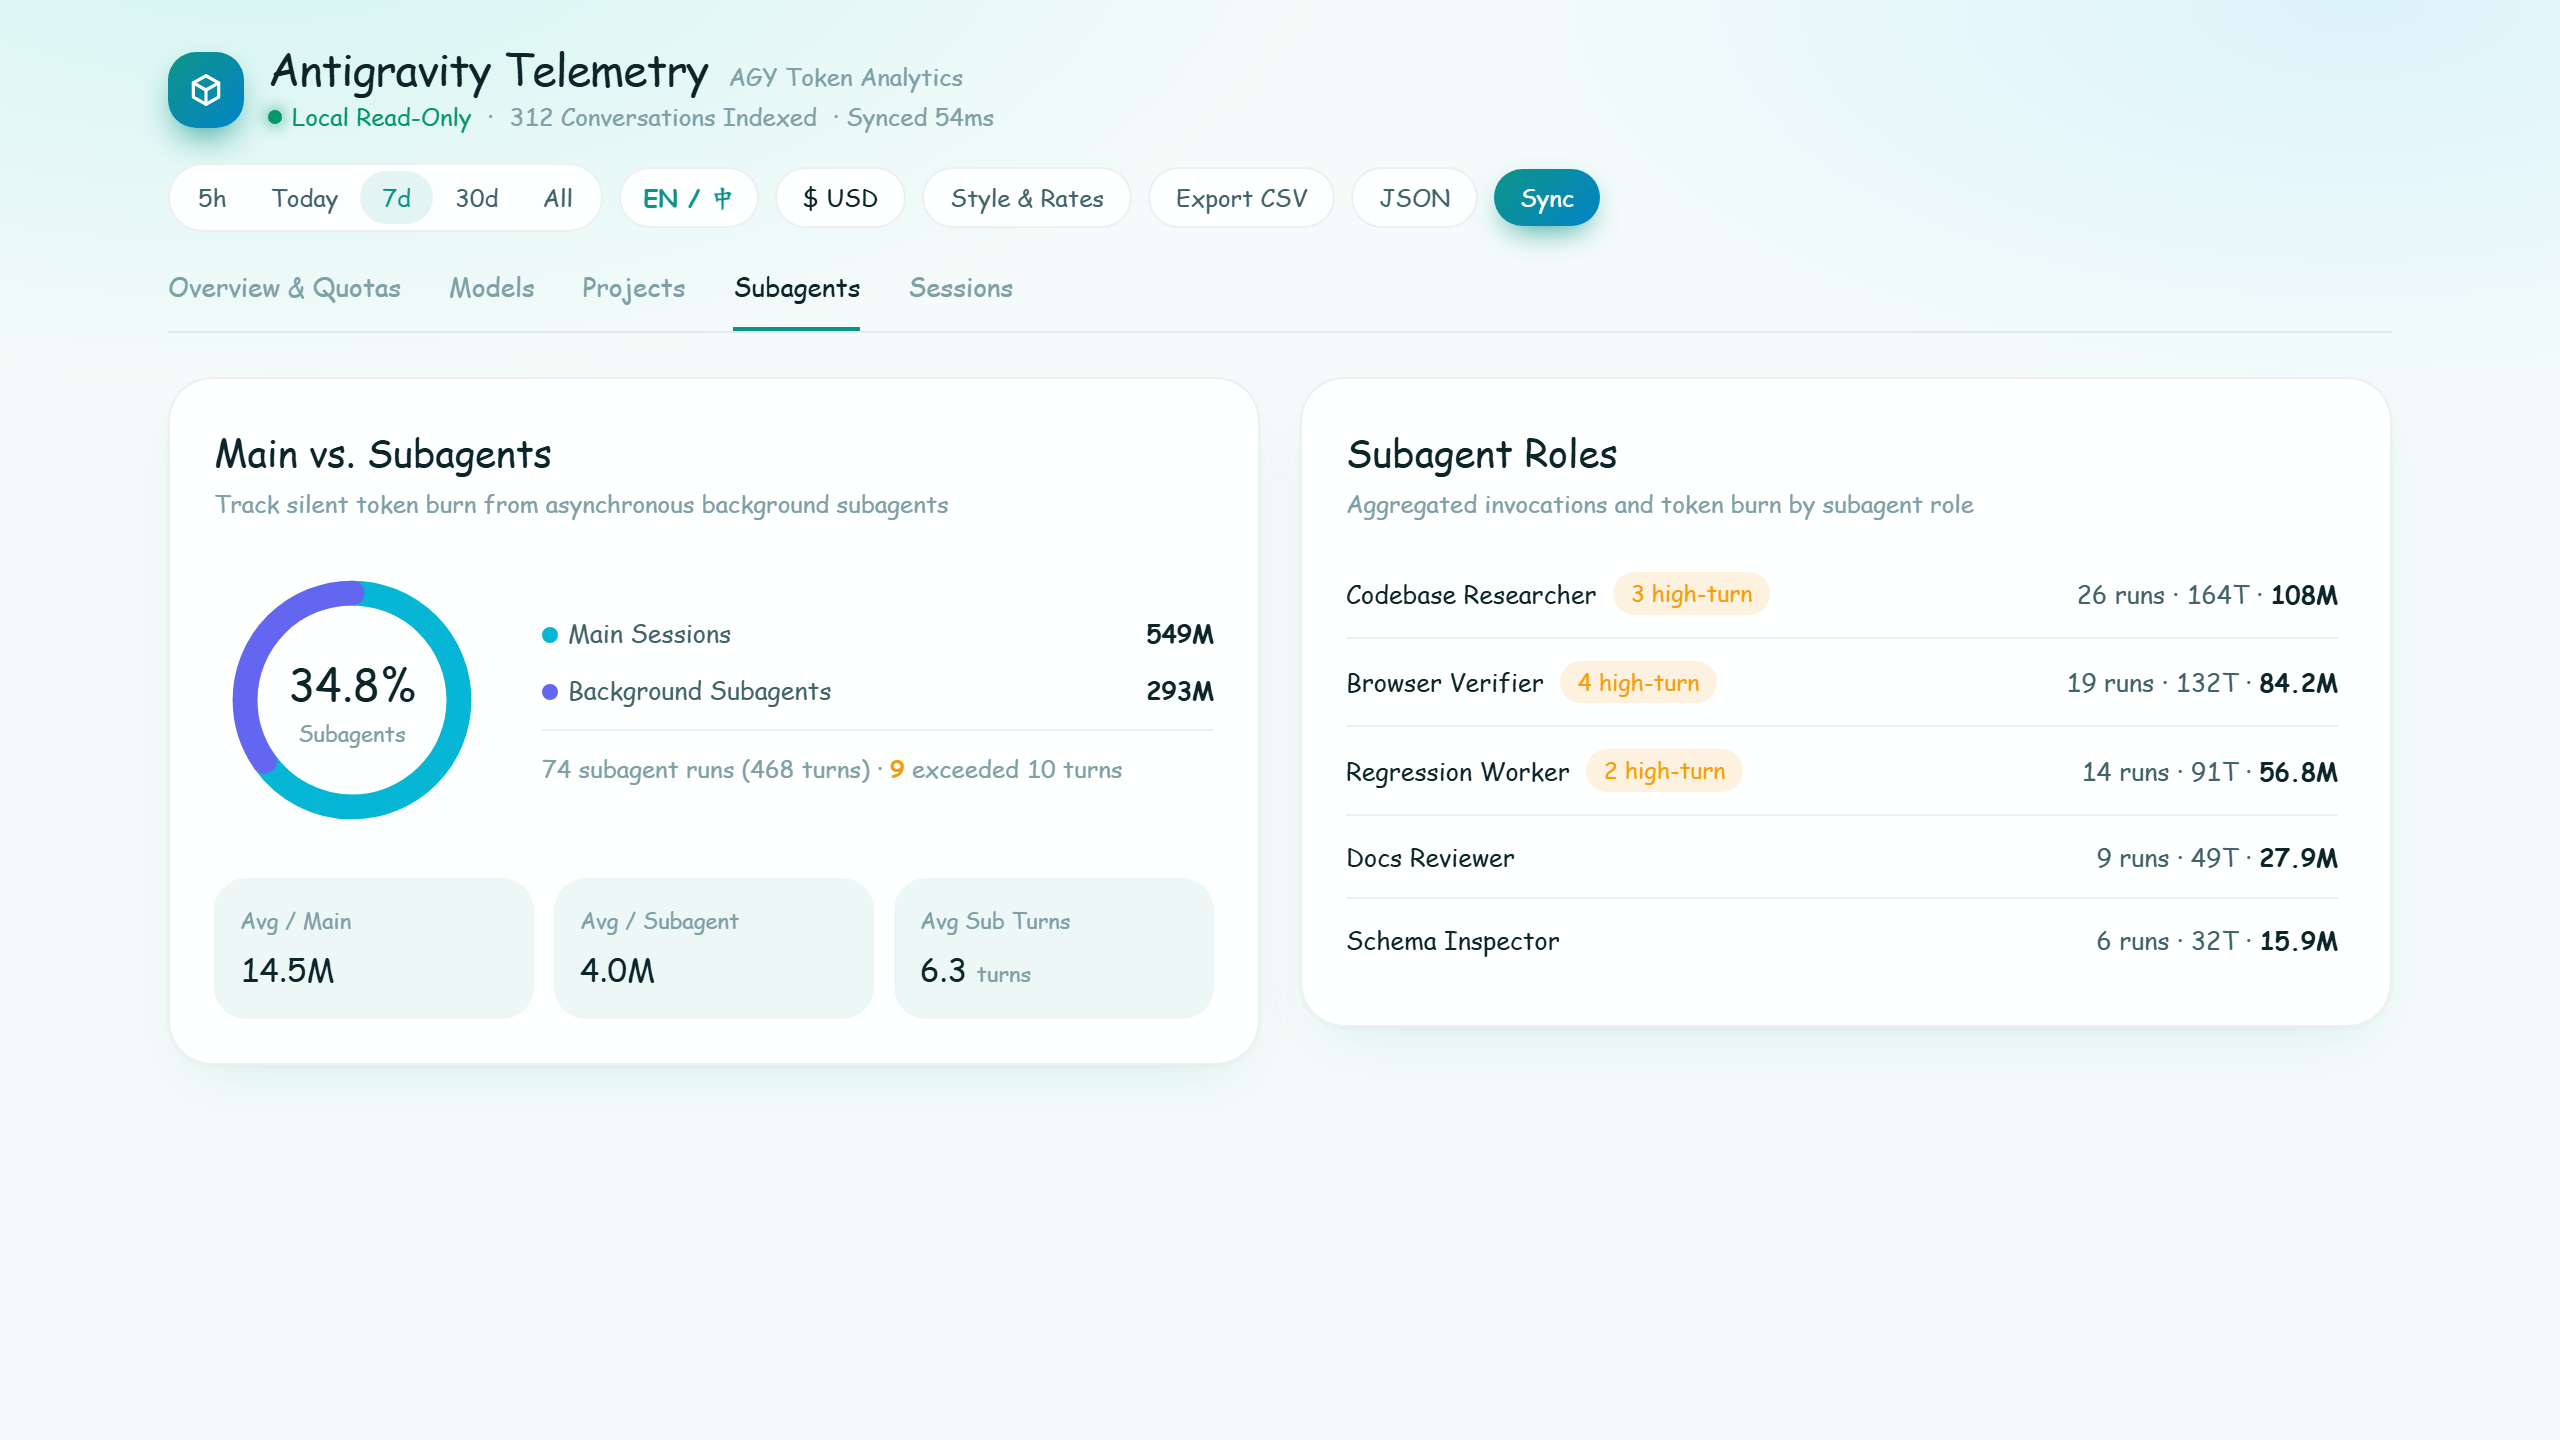 Antigravity Telemetry AGY Token Analytics
Local Read-Only · 312 Conversations Indexed · Synced 54ms
5h Today 7d 30d All EN / 中 $ USD Style & Rates Export CSV JSON Sync
Overview & Quotas Models Projects Subagents Sessions
Main vs. Subagents
Track silent token burn from asynchronous background subagents
34.8%
Subagents
Main Sessions 549M
Background Subagents 293M
74 subagent runs (468 turns) · 9 exceeded 10 turns
Avg / Main
14.5M
Avg / Subagent
4.0M
Avg Sub Turns
6.3 turns
Subagent Roles
Aggregated invocations and token burn by subagent role
Codebase Researcher 3 high-turn 26 runs · 164T · 108M
Browser Verifier 4 high-turn 19 runs · 132T · 84.2M
Regression Worker 2 high-turn 14 runs · 91T · 56.8M
Docs Reviewer 9 runs · 49T · 27.9M
Schema Inspector 6 runs · 32T · 15.9M